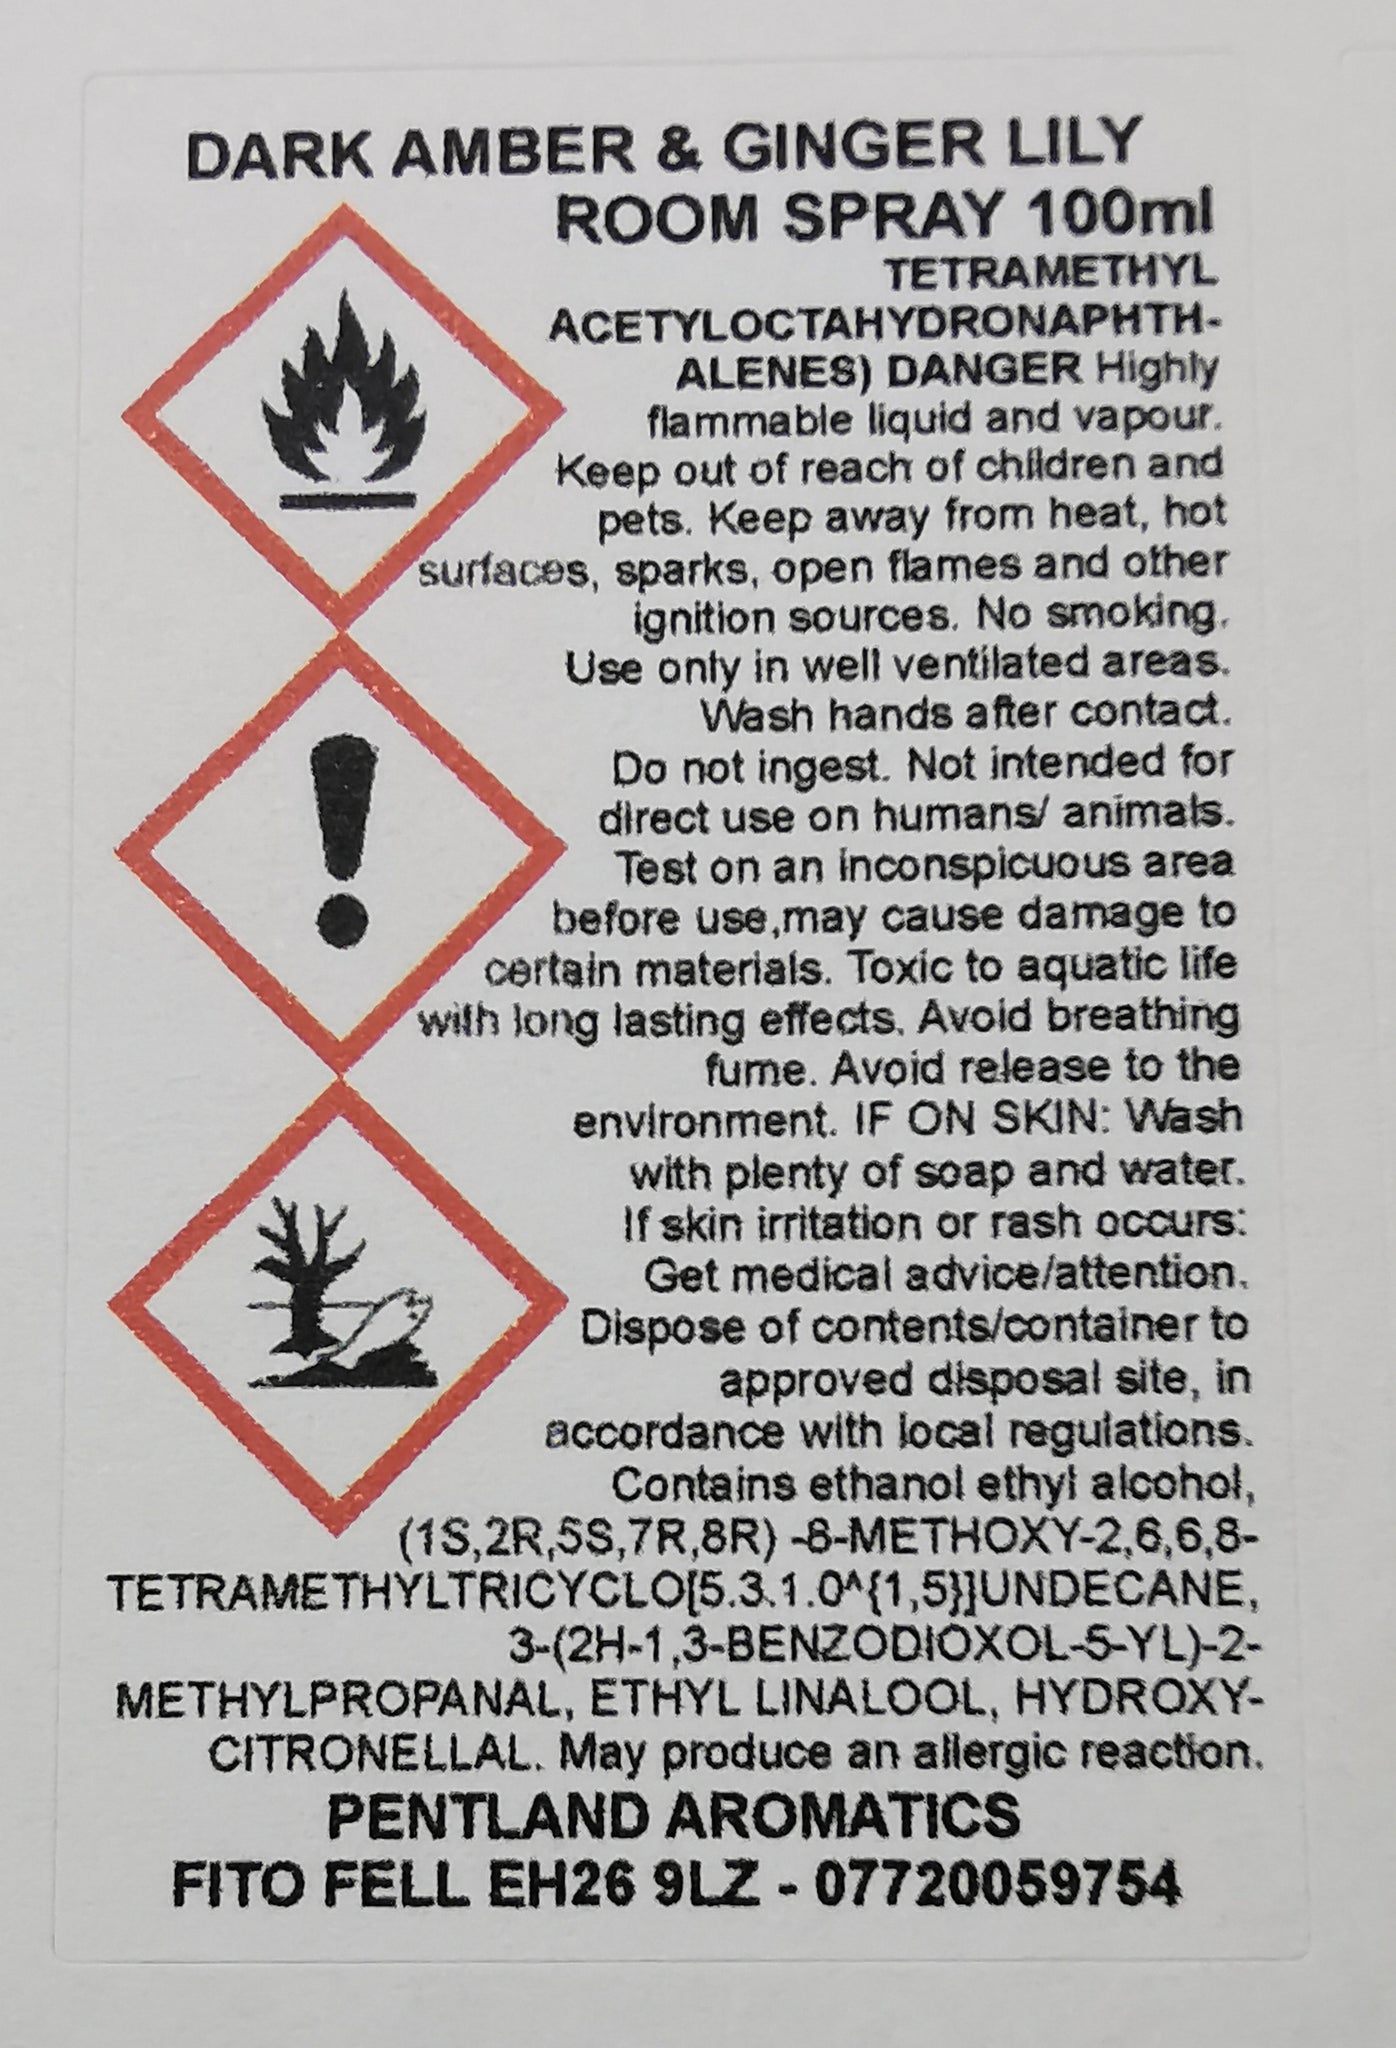 DARK AMBER & GINGER LILY
ROOM SPRAY 100ml
TETRAMETHYL
ACETYLOCTAHYDRONAPHTH-
ALENES) DANGER Highly
flammable liquid and vapour.
Keep out of reach of children and
pets. Keep away from heat, hot
surfaces, sparks, open flames and other
ignition sources. No smoking.
Use only in well ventilated areas.
Wash hands after contact.
Do not ingest. Not intended for
direct use on humans/ animals.
Test on an inconspicuous area
before use,may cause damage to
certain materials. Toxic to aquatic life
with long lasting effects. Avoid breathing
fume. Avoid release to the
environment. IF ON SKIN: Wash
with plenty of soap and water.
If skin irritation or rash occurs:
Get medical advice/attention.
Dispose of contents/container to
approved disposal site, in
accordance with local regulations.
Contains ethanol ethyl alcohol,
(1S,2R,5S,7R,8R) -8-METHOXY-2,6,6,8-
TETRAMETHYLTRICYCLO[5.3.1.0^{1,5}]UNDECANE,
3-(2H-1,3-BENZODIOXOL-5-YL)-2-
METHYLPROPANAL, ETHYL LINALOOL, HYDROXY-
CITRONELLAL. May produce an allergic reaction.
PENTLAND AROMATICS
FITO FELL EH26 9LZ - 07720059754